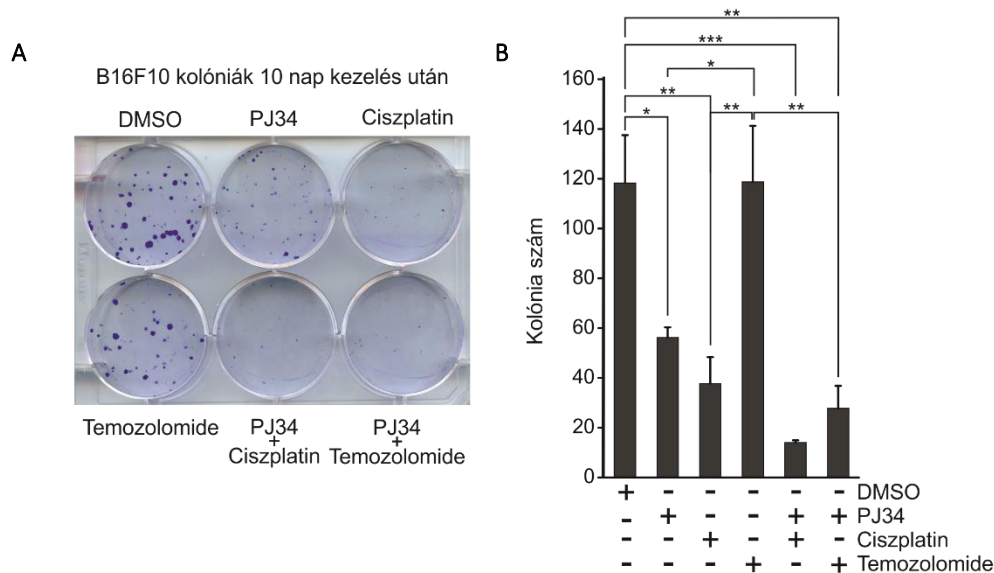 A
B16F10 kolóniák 10 nap kezelés után
DMSO PJ34 Ciszplatin
Temozolomide PJ34 PJ34
+ +
Ciszplatin Temozolomide
B
**
***
*
** ** **
*
160
140
120
100
80
60
40
20
0
Kolónia szám
+ - - - - - DMSO
- + - - + + PJ34
- - + - + - Ciszplatin
- - - + - + Temozolomide